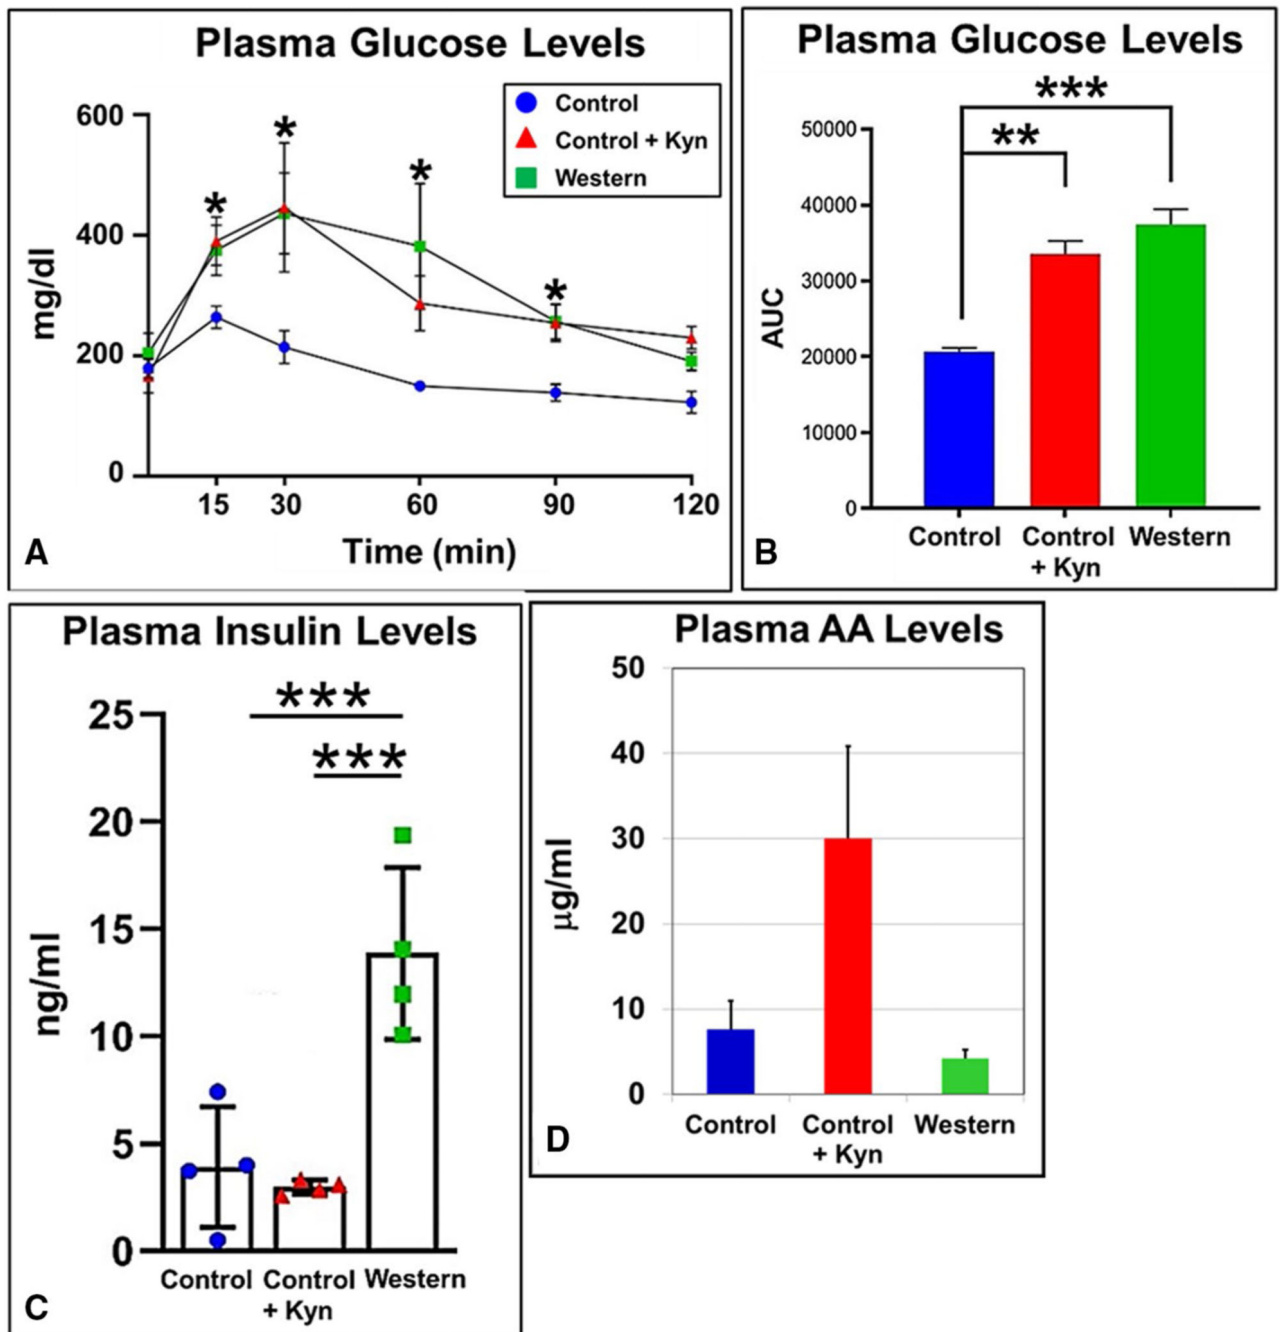 Plasma Glucose Levels
Control
Control + Kyn
Western
600
400
200
0
mg/dl
*
*
*
*
15 30 60 90 120
Time (min)
A
Plasma Glucose Levels
***
**
50000
40000
30000
20000
10000
0
AUC
Control Control Western
+ Kyn
B
Plasma Insulin Levels
***
***
25
20
15
10
5
0
ng/ml
Control Control Western
+ Kyn
C
Plasma AA Levels
50
40
30
20
10
0
µg/ml
Control Control Western
+ Kyn
D